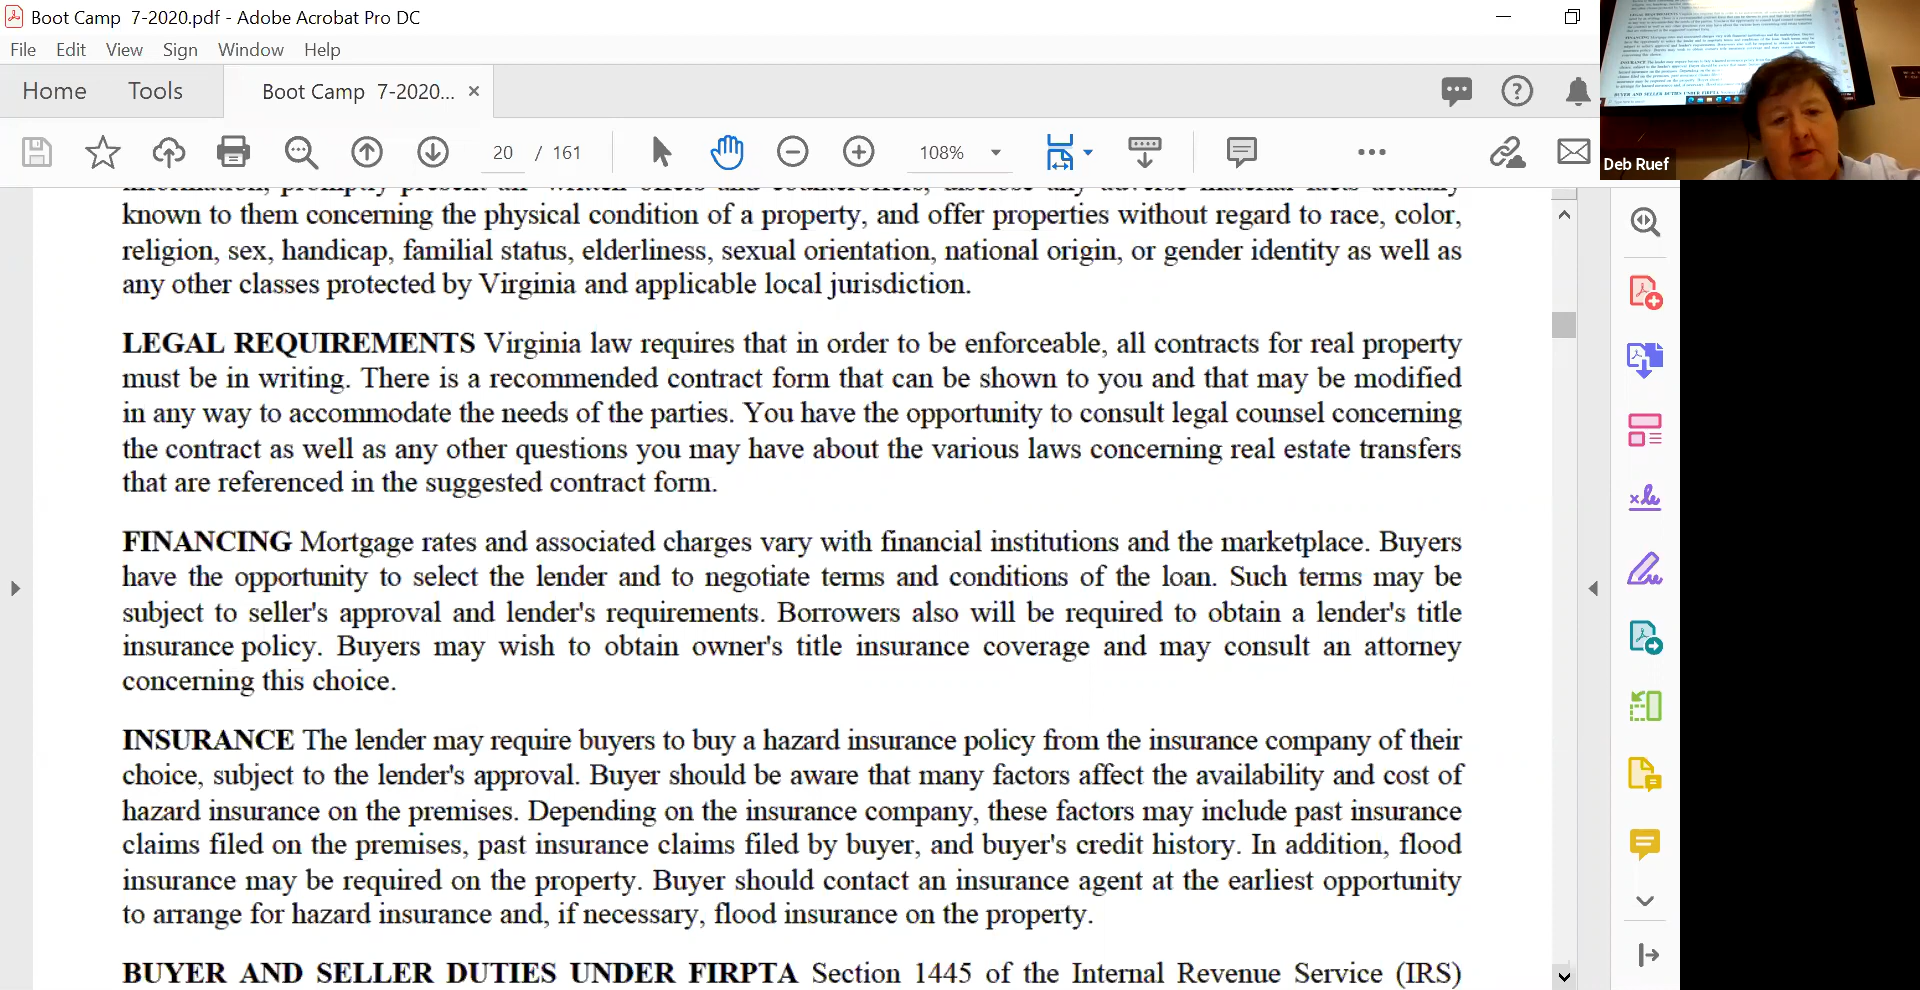 Boot Camp 7-2020.pdf - Adobe Acrobat Pro DC
File Edit View Sign Window Help
Home Tools Boot Camp 7-2020... ×
20 / 161 108%
Deb Ruef
information, promptly present all written offers and counteroffers, disclose any adverse material facts actually
known to them concerning the physical condition of a property, and offer properties without regard to race, color,
religion, sex, handicap, familial status, elderliness, sexual orientation, national origin, or gender identity as well as
any other classes protected by Virginia and applicable local jurisdiction.
LEGAL REQUIREMENTS Virginia law requires that in order to be enforceable, all contracts for real property
must be in writing. There is a recommended contract form that can be shown to you and that may be modified
in any way to accommodate the needs of the parties. You have the opportunity to consult legal counsel concerning
the contract as well as any other questions you may have about the various laws concerning real estate transfers
that are referenced in the suggested contract form.
FINANCING Mortgage rates and associated charges vary with financial institutions and the marketplace. Buyers
have the opportunity to select the lender and to negotiate terms and conditions of the loan. Such terms may be
subject to seller's approval and lender's requirements. Borrowers also will be required to obtain a lender's title
insurance policy. Buyers may wish to obtain owner's title insurance coverage and may consult an attorney
concerning this choice.
INSURANCE The lender may require buyers to buy a hazard insurance policy from the insurance company of their
choice, subject to the lender's approval. Buyer should be aware that many factors affect the availability and cost of
hazard insurance on the premises. Depending on the insurance company, these factors may include past insurance
claims filed on the premises, past insurance claims filed by buyer, and buyer's credit history. In addition, flood
insurance may be required on the property. Buyer should contact an insurance agent at the earliest opportunity
to arrange for hazard insurance and, if necessary, flood insurance on the property.
BUYER AND SELLER DUTIES UNDER FIRPTA Section 1445 of the Internal Revenue Service (IRS)